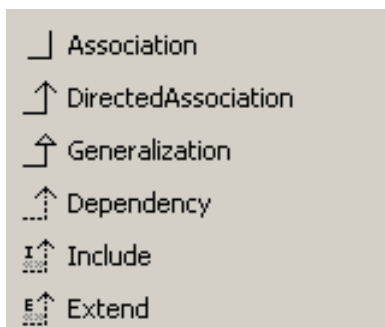 Association
DirectedAssociation
Generalization
Dependency
I Include
E Extend